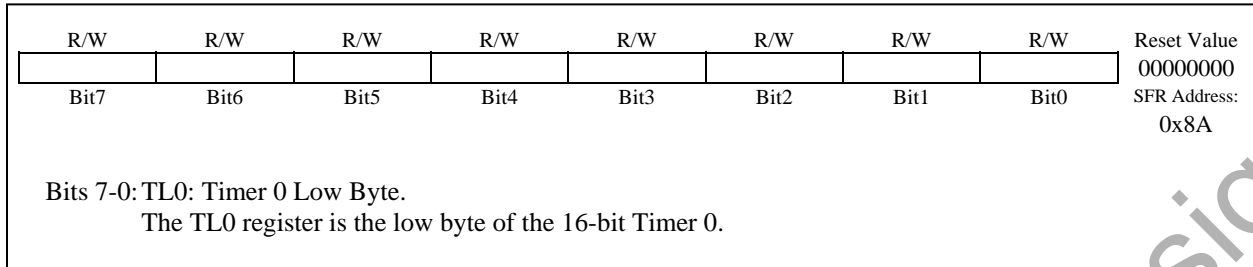 R/W R/W R/W R/W R/W R/W R/W R/W Reset Value
00000000
Bit7 Bit6 Bit5 Bit4 Bit3 Bit2 Bit1 Bit0 SFR Address:
0x8A
Bits 7-0: TL0: Timer 0 Low Byte.
The TL0 register is the low byte of the 16-bit Timer 0.